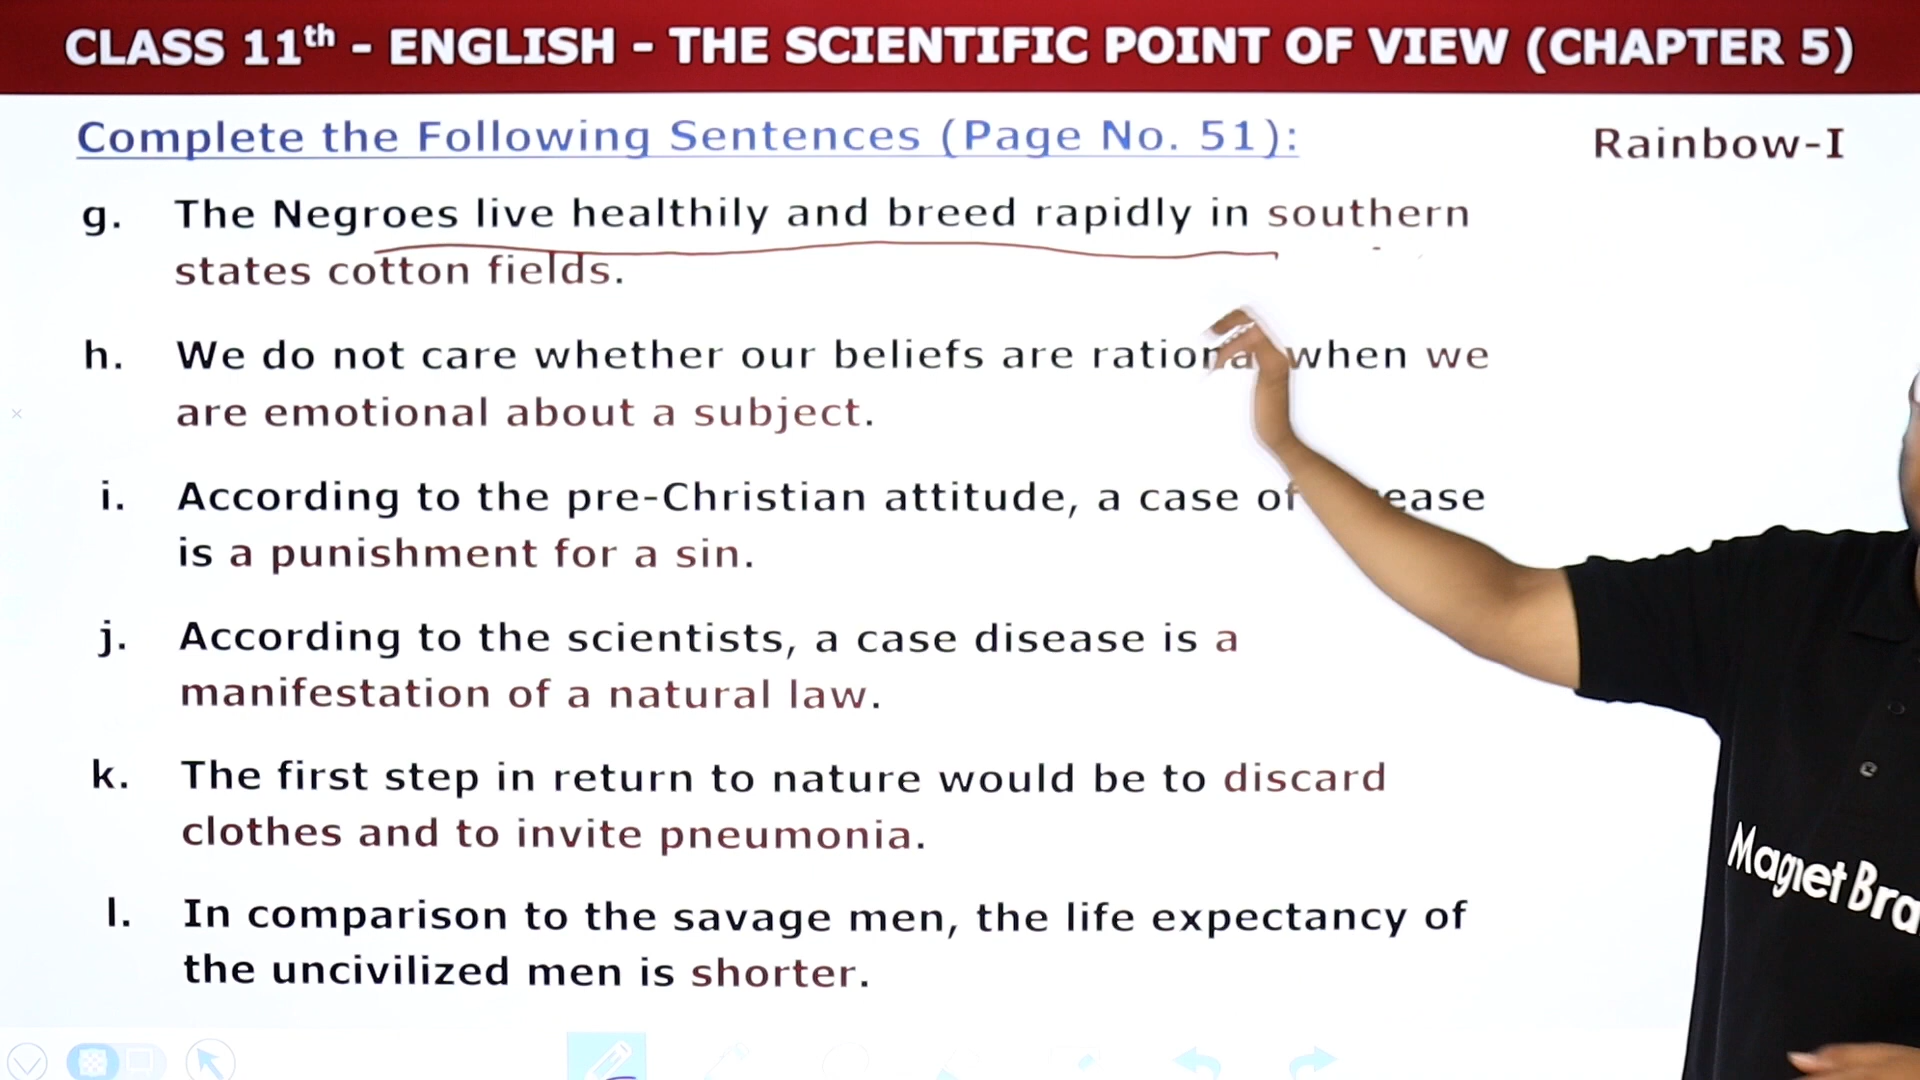 CLASS 11th - ENGLISH - THE SCIENTIFIC POINT OF VIEW (CHAPTER 5)
Complete the Following Sentences (Page No. 51):
Rainbow-I
g. The Negroes live healthily and breed rapidly in southern
states cotton fields.
h. We do not care whether our beliefs are when we
are emotional about a subject.
i. According to the pre-Christian attitude, a case of
is a punishment for a sin.
j. According to the scientists, a case disease is a
manifestation of a natural law.
k. The first step in return to nature would be to discard
clothes and to invite pneumonia.
l. In comparison to the savage men, the life expectancy of
the uncivilized men is shorter.
Magnet